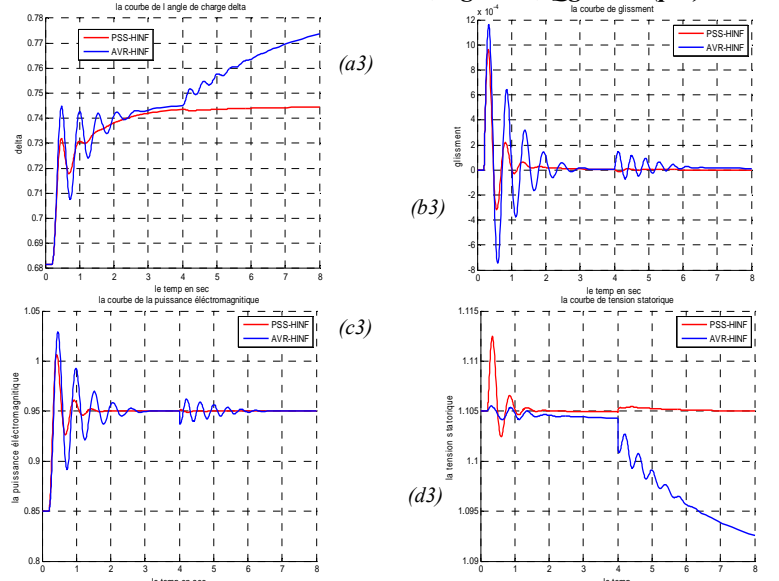 la courbe de l angle de charge delta
0.78
0.77
0.76
0.75
0.74
0.73
0.72
0.71
0.7
0.69
0.68
delta
PSS-HINF
AVR-HINF
0 1 2 3 4 5 6 7 8
le temp en sec
(a3)
la courbe de glissment
x 10-4
12
10
8
6
4
2
0
-2
-4
-6
-8
glissment
PSS-HINF
AVR-HINF
0 1 2 3 4 5 6 7 8
le temp en sec
(b3)
la courbe de la puissance éléctromagnitique
1.05
1
0.95
0.9
0.85
0.8
la puissance éléctromagnitique
PSS-HINF
AVR-HINF
0 1 2 3 4 5 6 7 8
le temp en sec
(c3)
la courbe de tension statorique
1.115
1.11
1.105
1.1
1.095
1.09
la tension statorique
PSS-HINF
AVR-HINF
0 1 2 3 4 5 6 7 8
le temp
(d3)